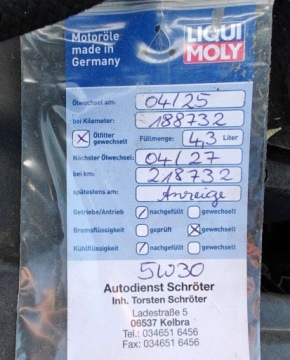 Motoröle
made in
Germany
LIQUI
MOLY
Ölwechsel am: 04/25
bei Kilometer: 188732
Ölfilter gewechselt Füllmenge: 4,3 Liter
Nächster Ölwechsel: 04/27
bei km: 218732
spätestens am: Anzeige
Getriebe/Antrieb nachgefüllt gewechselt
Bremsflüssigkeit geprüft gewechselt
Kühlflüssigkeit nachgefüllt gewechselt
5W30
Autodienst Schröter
Inh. Torsten Schröter
Ladestraße 5
06537 Kelbra
Tel.: 034651 6456
Fax: 034651 6454